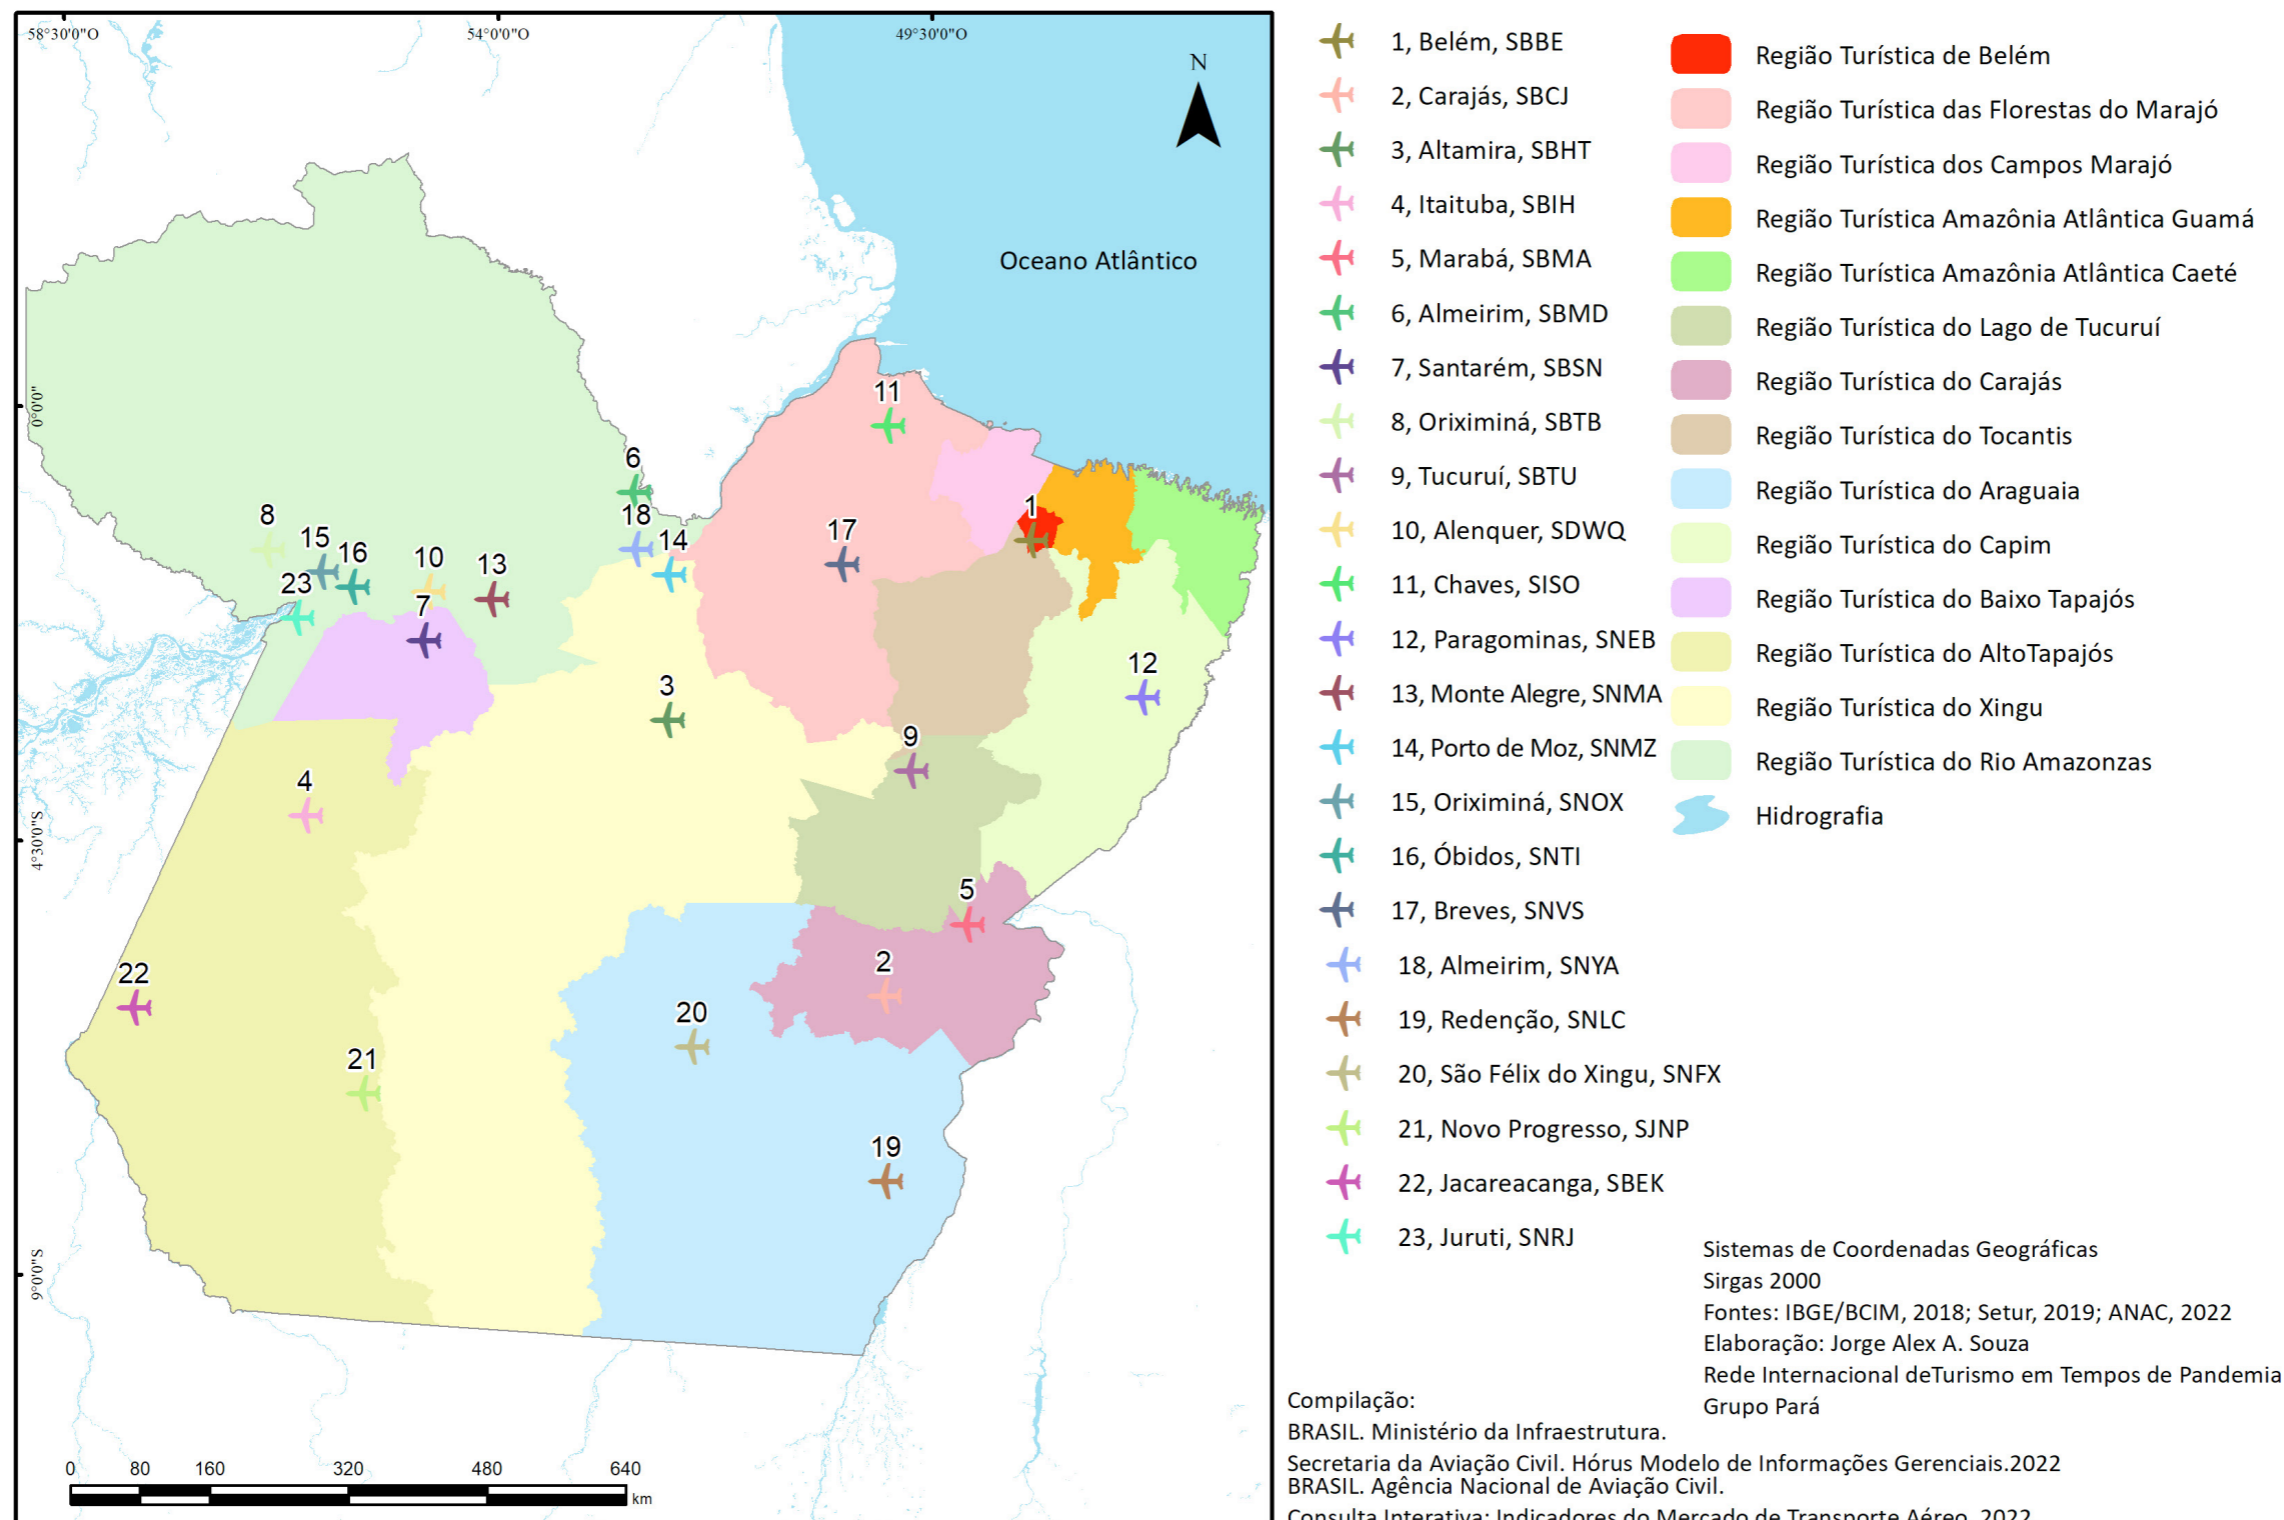 58°30'0"O
54°0'0"O
49°30'0"O
N
Oceano Atlântico
0°0'0"
4°30'0"S
9°0'0"S
11
6
1
18
8
17
14
15
16
10
13
23
7
12
3
9
4
5
2
22
20
21
19
0 80 160 320 480 640
km
1, Belém, SBBE
2, Carajás, SBCJ
3, Altamira, SBHT
4, Itaituba, SBIH
5, Marabá, SBMA
6, Almeirim, SBMD
7, Santarém, SBSN
8, Oriximiná, SBTB
9, Tucuruí, SBTU
10, Alenquer, SDWQ
11, Chaves, SISO
12, Paragominas, SNEB
13, Monte Alegre, SNMA
14, Porto de Moz, SNMZ
15, Oriximiná, SNOX
16, Óbidos, SNTI
17, Breves, SNVS
18, Almeirim, SNYA
19, Redenção, SNLC
20, São Félix do Xingu, SNFX
21, Novo Progresso, SJNP
22, Jacareacanga, SBEK
23, Juruti, SNRJ
Região Turística de Belém
Região Turística das Florestas do Marajó
Região Turística dos Campos Marajó
Região Turística Amazônia Atlântica Guamá
Região Turística Amazônia Atlântica Caeté
Região Turística do Lago de Tucuruí
Região Turística do Carajás
Região Turística do Tocantis
Região Turística do Araguaia
Região Turística do Capim
Região Turística do Baixo Tapajós
Região Turística do AltoTapajós
Região Turística do Xingu
Região Turística do Rio Amazonzas
Hidrografia
Sistemas de Coordenadas Geográficas
Sirgas 2000
Fontes: IBGE/BCIM, 2018; Setur, 2019; ANAC, 2022
Elaboração: Jorge Alex A. Souza
Rede Internacional deTurismo em Tempos de Pandemia
Grupo Pará
Compilação:
BRASIL. Ministério da Infraestrutura.
Secretaria da Aviação Civil. Hórus Modelo de Informações Gerenciais.2022
BRASIL. Agência Nacional de Aviação Civil.
Consulta Interativa: Indicadores do Mercado de Transporte Aéreo. 2022